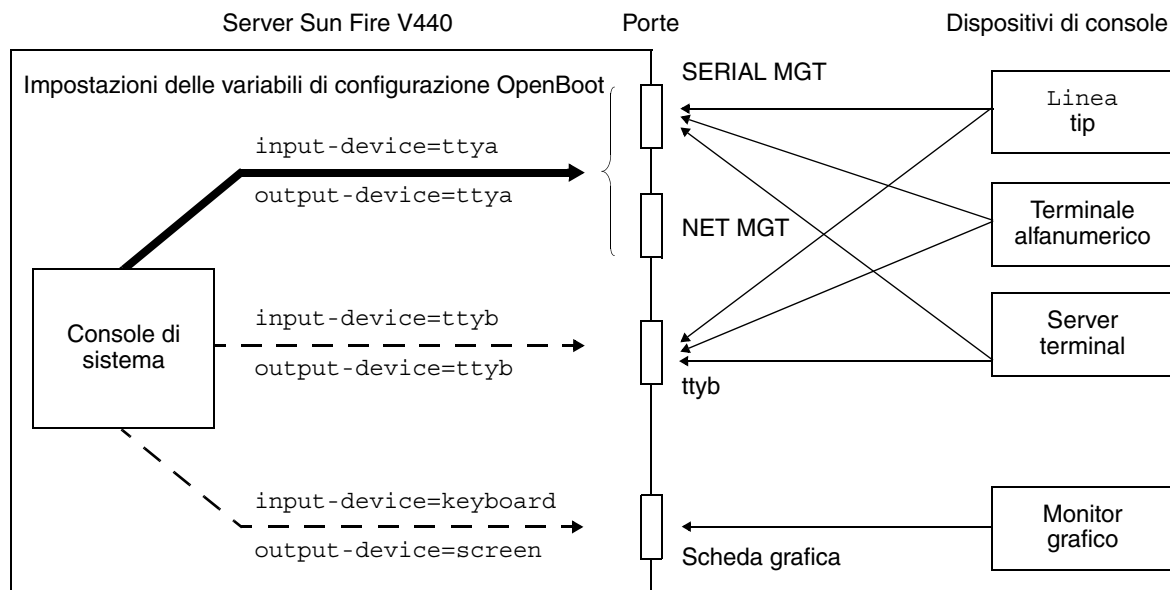 Server Sun Fire V440
Porte
Dispositivi di console
Impostazioni delle variabili di configurazione OpenBoot
SERIAL MGT
Linea
tip
input-device=ttya
output-device=ttya
NET MGT
Terminale
alfanumerico
Console di
sistema
input-device=ttyb
output-device=ttyb
ttyb
Server
terminal
input-device=keyboard
output-device=screen
Scheda grafica
Monitor
grafico